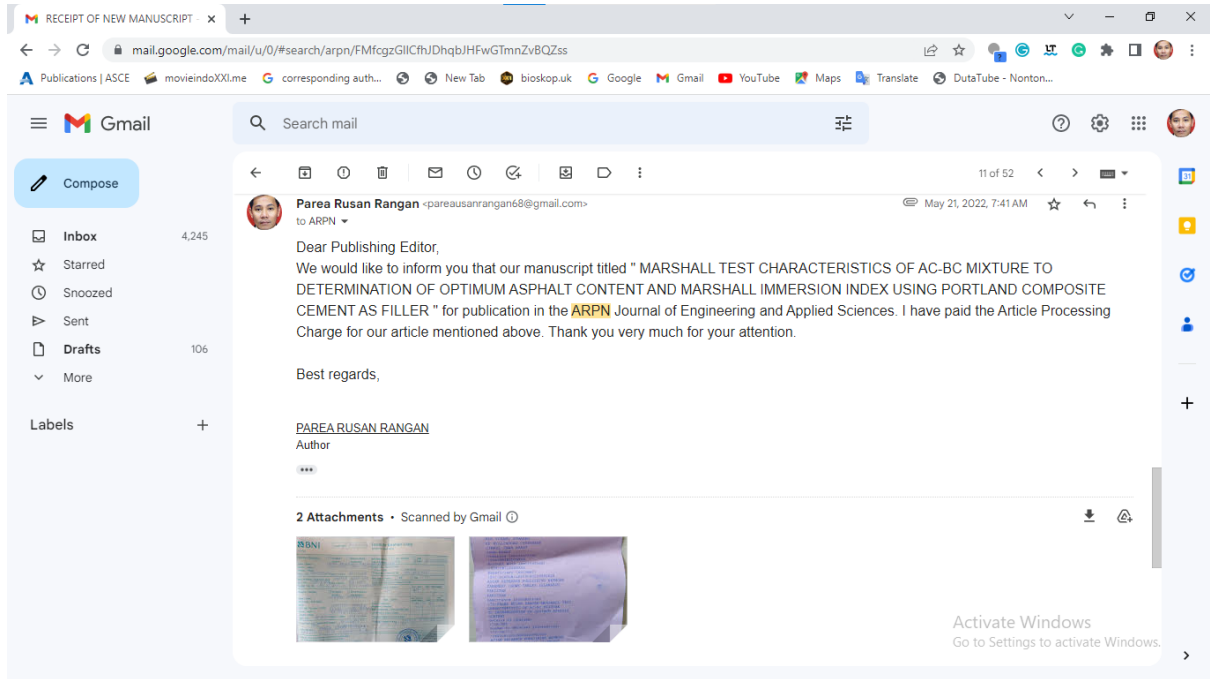 RECEIPT OF NEW MANUSCRIPT -
mail.google.com/mail/u/0/#search/arpn/FMfcgzGllCfhJDhqbJHFwGTmnZvBQZss
Publications | ASCE movieindoXXI.me corresponding auth... New Tab bioskop.uk Google Gmail YouTube Maps Translate DutaTube - Nonton...
Gmail Search mail
Compose
11 of 52
Inbox 4,245
Starred
Snoozed
Sent
Drafts 106
More
Labels
Parea Rusan Rangan <pareausanrangan68@gmail.com> May 21, 2022, 7:41 AM
to ARPN
Dear Publishing Editor,
We would like to inform you that our manuscript titled " MARSHALL TEST CHARACTERISTICS OF AC-BC MIXTURE TO
DETERMINATION OF OPTIMUM ASPHALT CONTENT AND MARSHALL IMMERSION INDEX USING PORTLAND COMPOSITE
CEMENT AS FILLER " for publication in the ARPN Journal of Engineering and Applied Sciences. I have paid the Article Processing
Charge for our article mentioned above. Thank you very much for your attention.
Best regards,
PAREA RUSAN RANGAN
Author
2 Attachments • Scanned by Gmail
BNI
Activate Windows
Go to Settings to activate Windows.